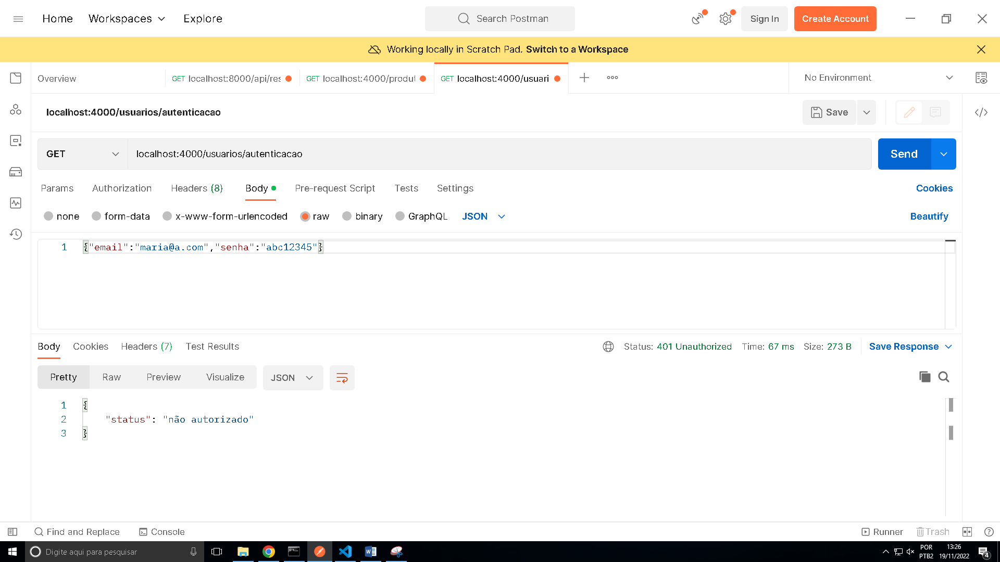 Home Workspaces Explore Search Postman Sign In Create Account
Working locally in Scratch Pad. Switch to a Workspace
Overview GET localhost:8000/api/res GET localhost:4000/produt GET localhost:4000/usuari No Environment
localhost:4000/usuarios/autenticacao Save
GET localhost:4000/usuarios/autenticacao Send
Params Authorization Headers (8) Body Pre-request Script Tests Settings Cookies
none form-data x-www-form-urlencoded raw binary GraphQL JSON Beautify
1 {"email":"maria@a.com","senha":"abc12345"}
Body Cookies Headers (7) Test Results Status: 401 Unauthorized Time: 67 ms Size: 273 B Save Response
Pretty Raw Preview Visualize JSON
1 {
2 "status": "não autorizado"
3 }
Find and Replace Console Runner Trash
Digite aqui para pesquisar POR 13:26
PTB2 19/11/2022 4